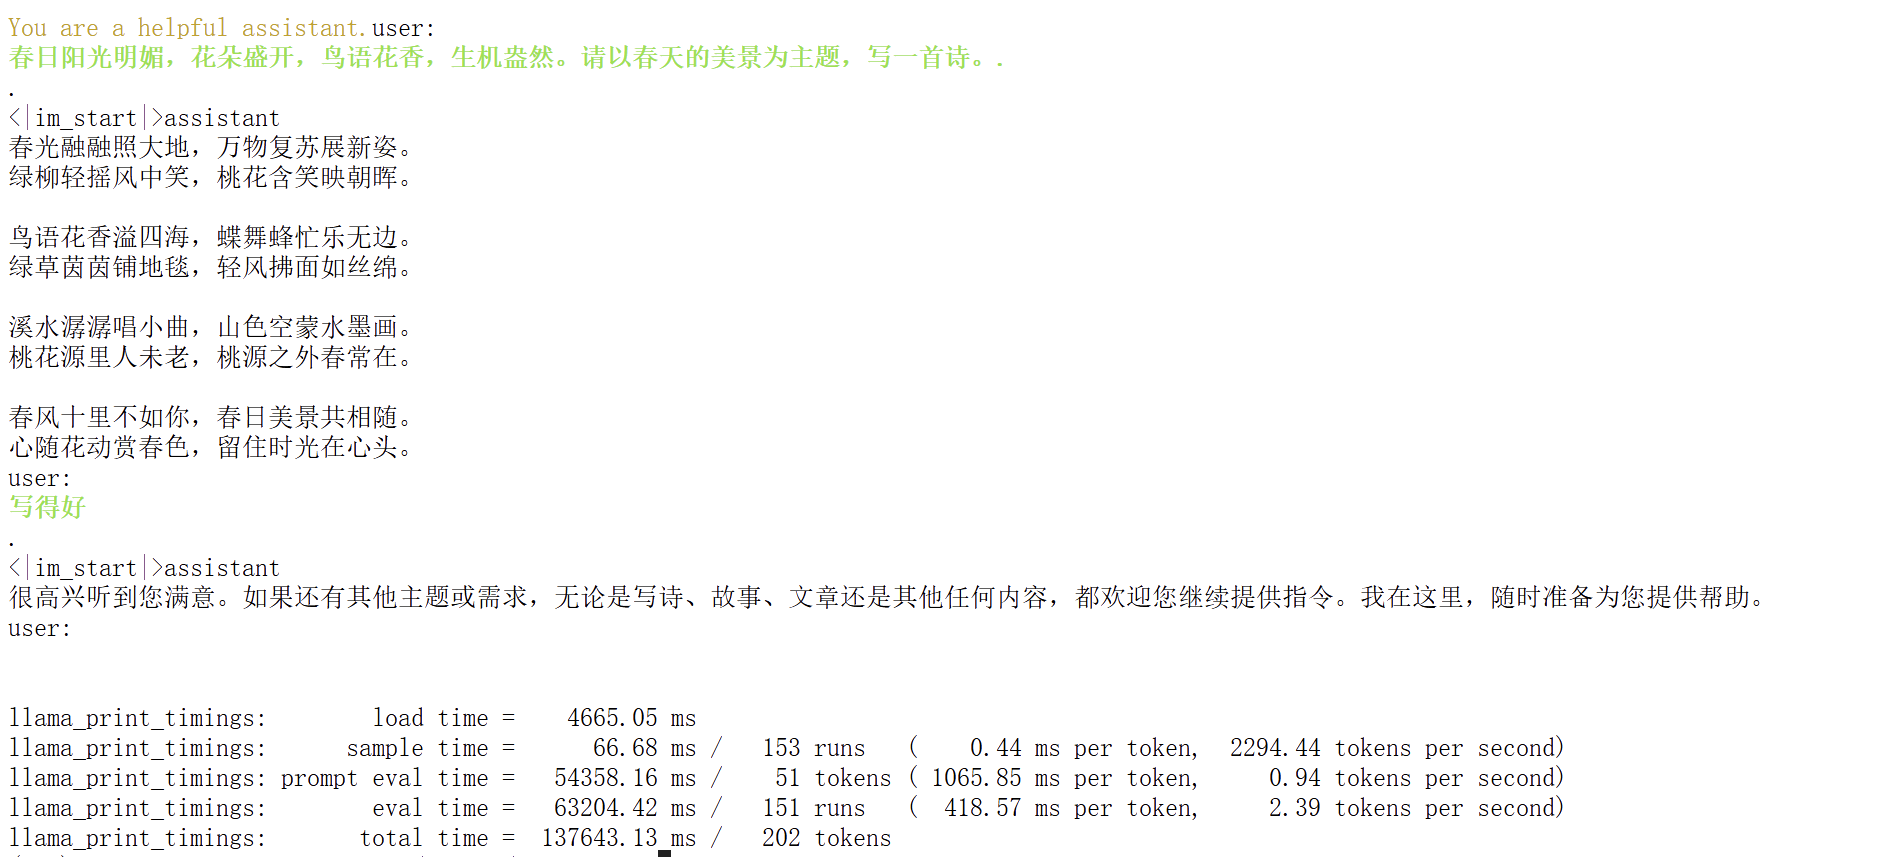 You are a helpful assistant.user:
春日阳光明媚，花朵盛开，鸟语花香，生机盎然。请以春天的美景为主题，写一首诗。.
.
<|im_start|>assistant
春光融融照大地，万物复苏展新姿。
绿柳轻摇风中笑，桃花含笑映朝晖。
鸟语花香溢四海，蝶舞蜂忙乐无边。
绿草茵茵铺地毯，轻风拂面如丝绵。
溪水潺潺唱小曲，山色空蒙水墨画。
桃花源里人未老，桃源之外春常在。
春风十里不如你，春日美景共相随。
心随花动赏春色，留住时光在心头。
user:
写得好
.
<|im_start|>assistant
很高兴听到您满意。如果还有其他主题或需求，无论是写诗、故事、文章还是其他任何内容，都欢迎您继续提供指令。我在这里，随时准备为您提供帮助。
user:
llama_print_timings:        load time =    4665.05 ms
llama_print_timings:      sample time =      66.68 ms /   153 runs   (    0.44 ms per token,  2294.44 tokens per second)
llama_print_timings: prompt eval time =   54358.16 ms /    51 tokens ( 1065.85 ms per token,     0.94 tokens per second)
llama_print_timings:        eval time =   63204.42 ms /   151 runs   (  418.57 ms per token,     2.39 tokens per second)
llama_print_timings:       total time =  137643.13 ms /   202 tokens